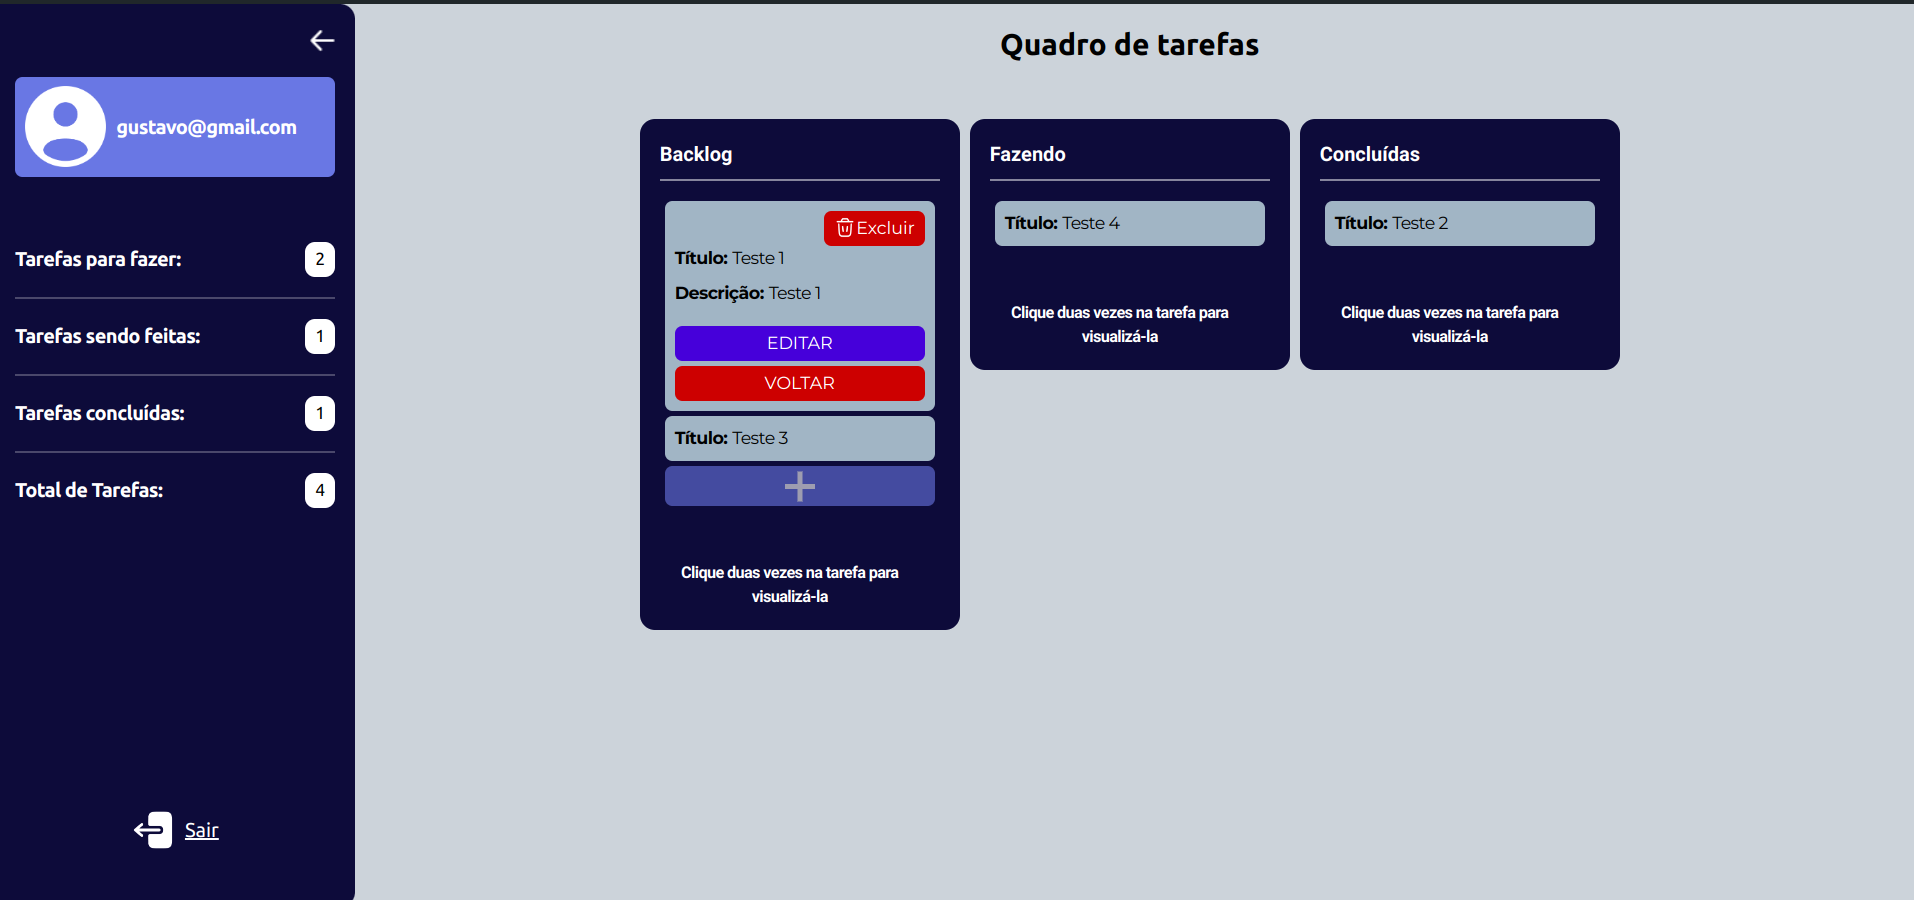 gustavo@gmail.com
Tarefas para fazer: 2
Tarefas sendo feitas: 1
Tarefas concluídas: 1
Total de Tarefas: 4
Sair
Quadro de tarefas
Backlog
Excluir
Título: Teste 1
Descrição: Teste 1
EDITAR
VOLTAR
Título: Teste 3
Clique duas vezes na tarefa para
visualizá-la
Fazendo
Título: Teste 4
Clique duas vezes na tarefa para
visualizá-la
Concluídas
Título: Teste 2
Clique duas vezes na tarefa para
visualizá-la